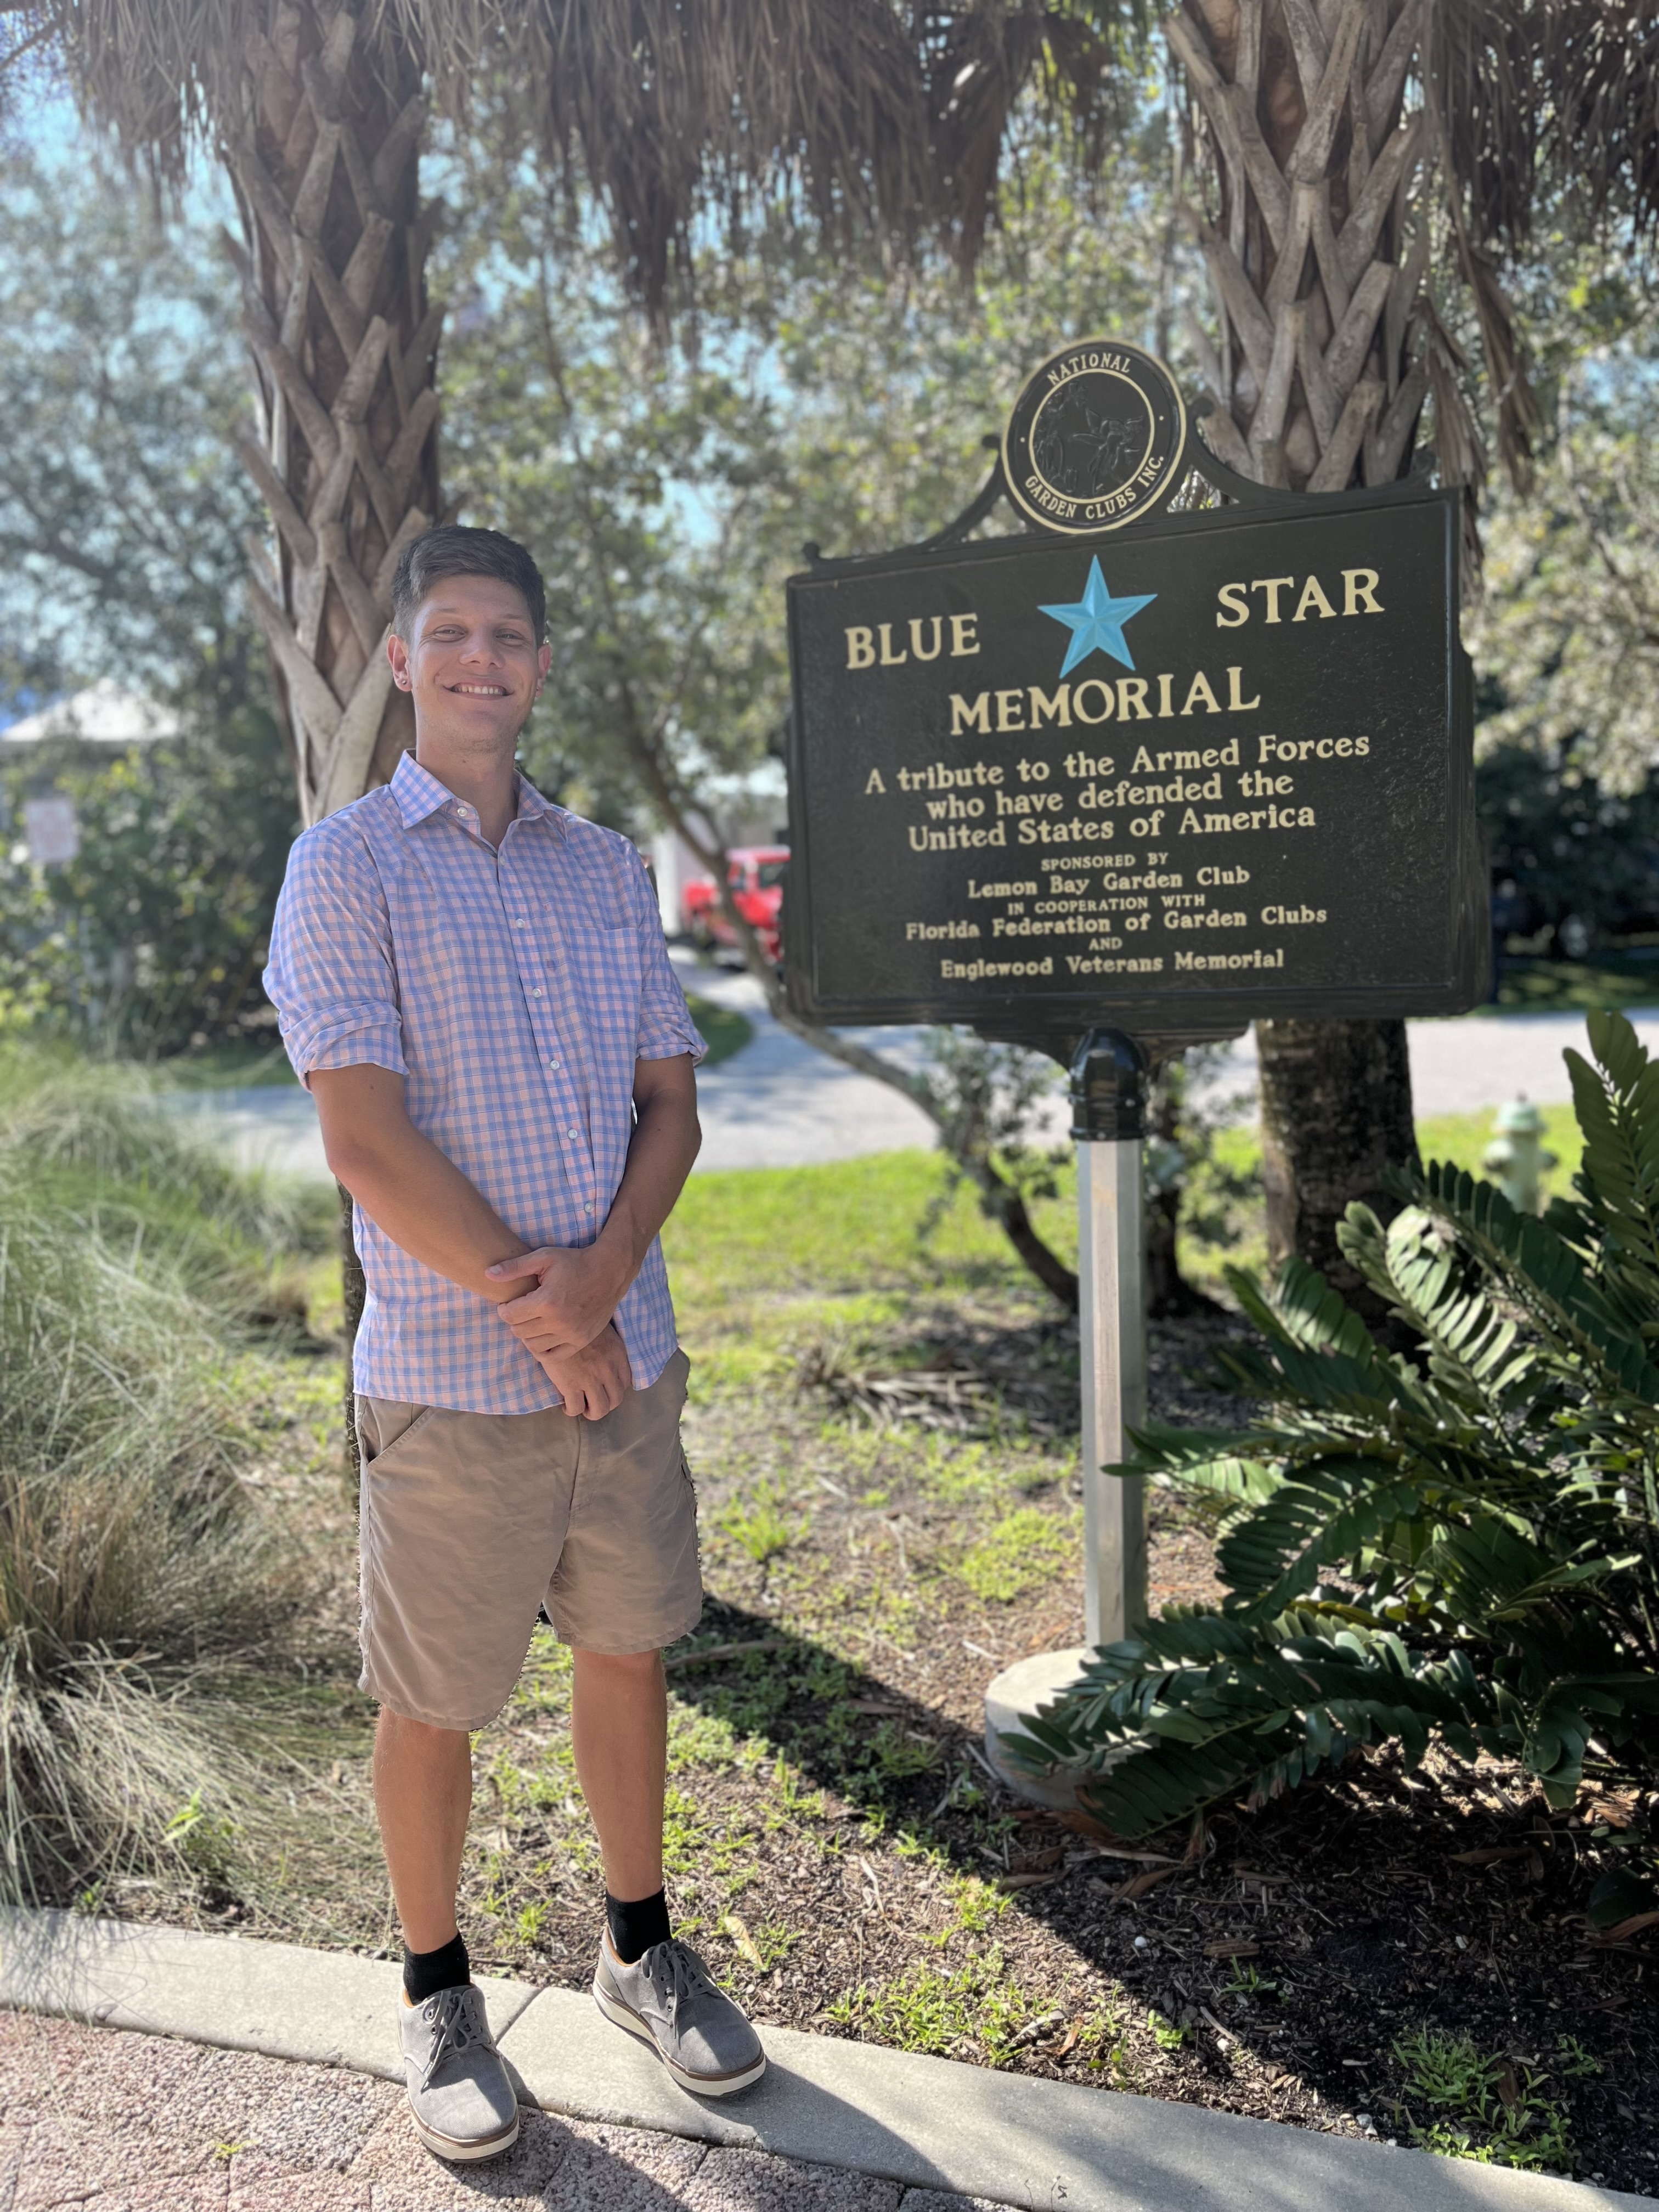 NATIONAL
GARDEN CLUBS INC.
BLUE STAR
MEMORIAL
A tribute to the Armed Forces
who have defended the
United States of America
SPONSORED BY
Lemon Bay Garden Club
IN COOPERATION WITH
Florida Federation of Garden Clubs
AND
Englewood Veterans Memorial